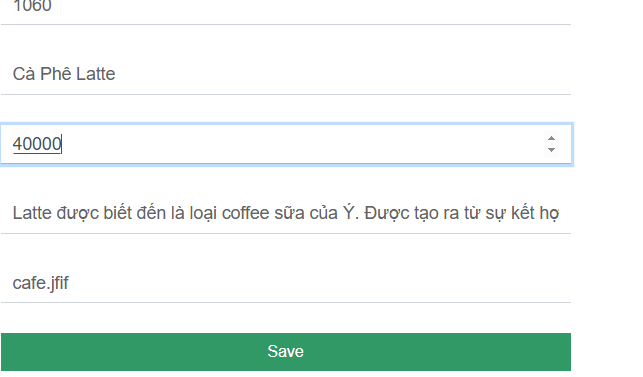 1060
Cà Phê Latte
40000
Latte được biết đến là loại coffee sữa của Ý. Được tạo ra từ sự kết hợ
cafe.jfif
Save